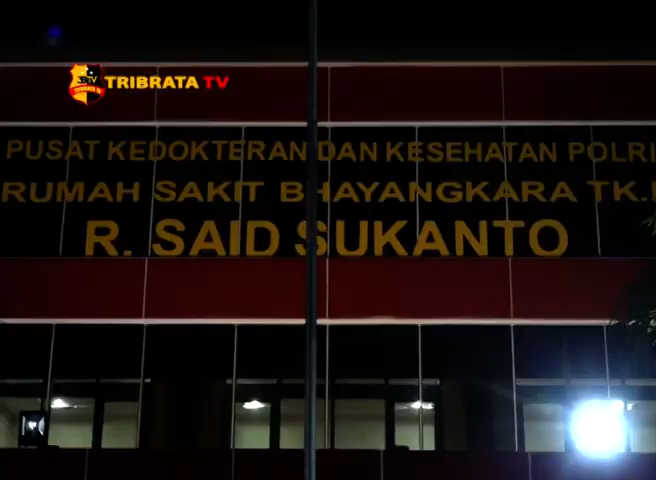 TRIBRATA TV
PUSAT KEDOKTERAN DAN KESEHATAN POLRI
RUMAH SAKIT BHAYANGKARA TK.
R. SAID SUKANTO